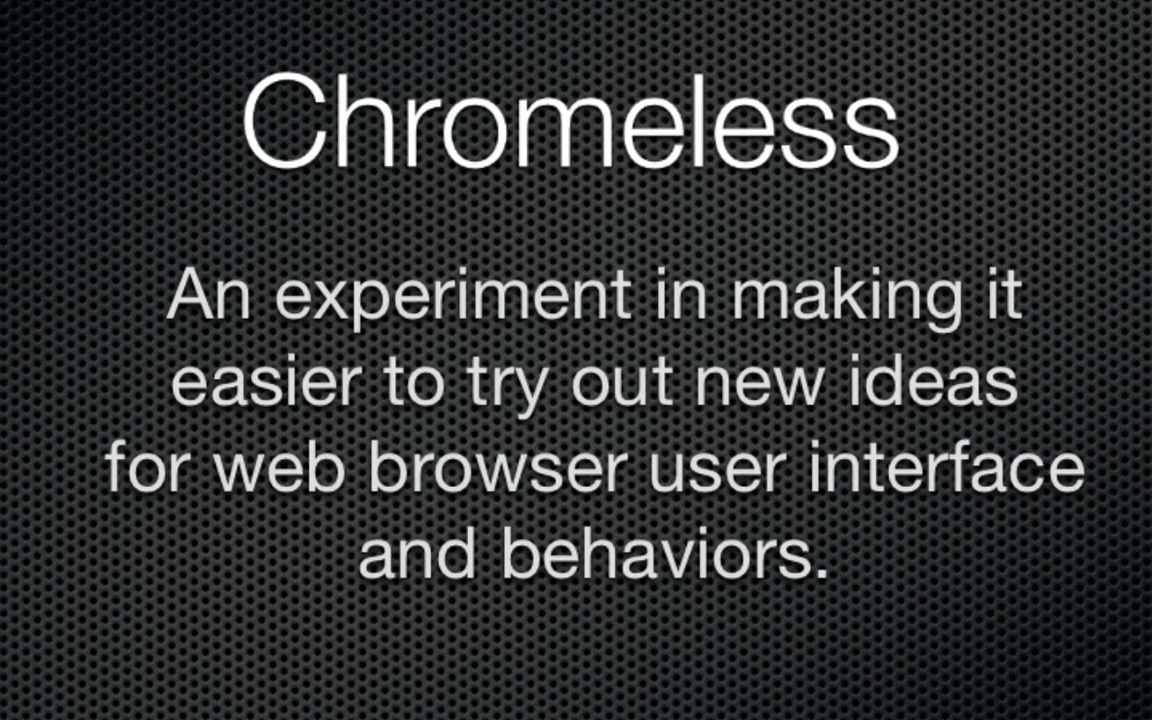 Chromeless
An experiment in making it
easier to try out new ideas
for web browser user interface
and behaviors.